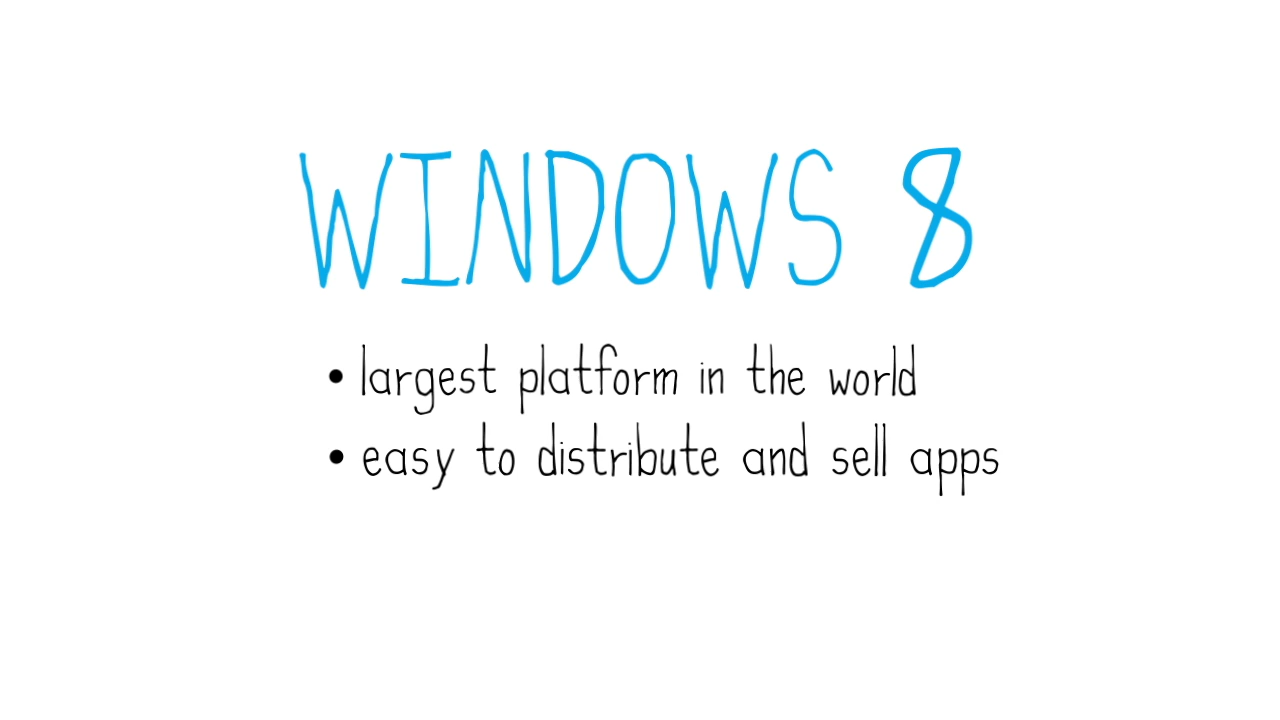 WINDOWS 8
• largest platform in the world
• easy to distribute and sell apps